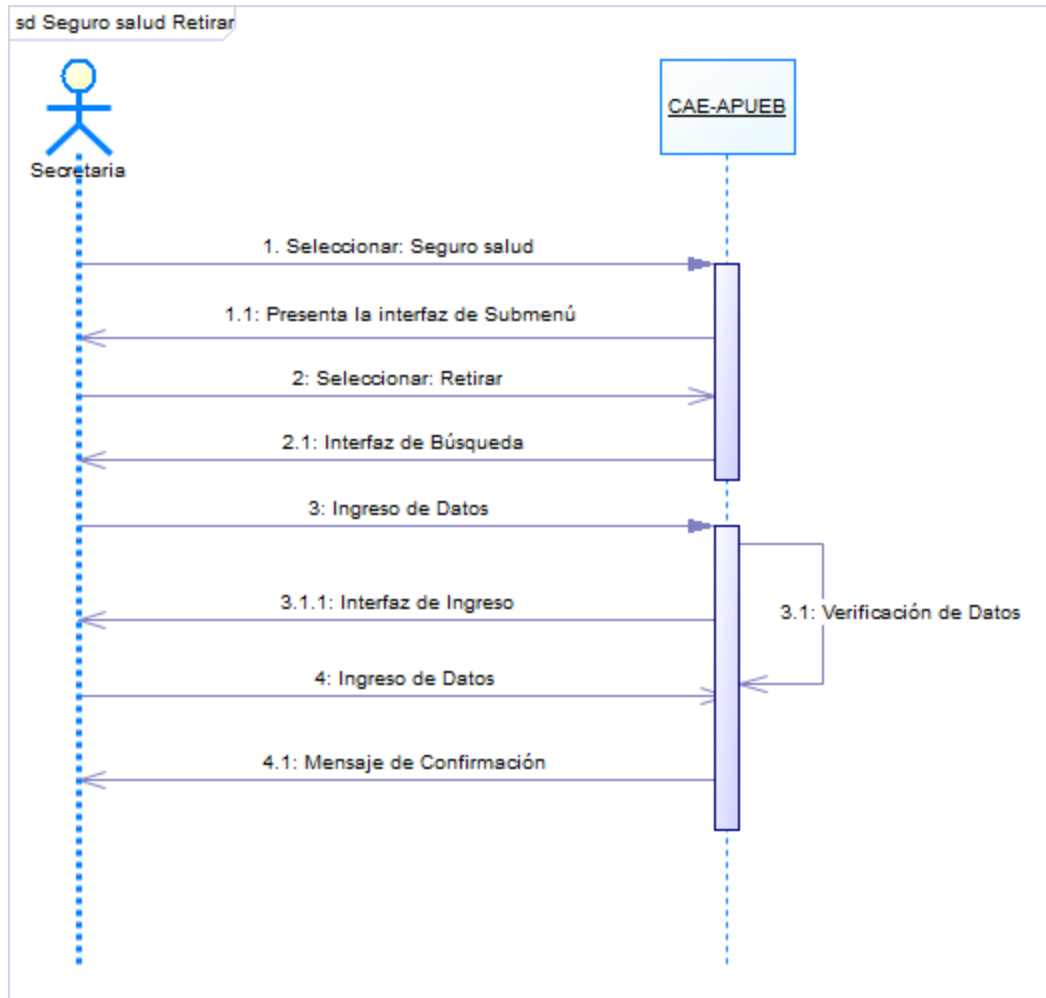 sd Seguro salud Retirar
CAE-APUEB
Secretaria
1. Seleccionar: Seguro salud
1.1: Presenta la interfaz de Submenú
2: Seleccionar: Retirar
2.1: Interfaz de Búsqueda
3: Ingreso de Datos
3.1.1: Interfaz de Ingreso
3.1: Verificación de Datos
4: Ingreso de Datos
4.1: Mensaje de Confirmación